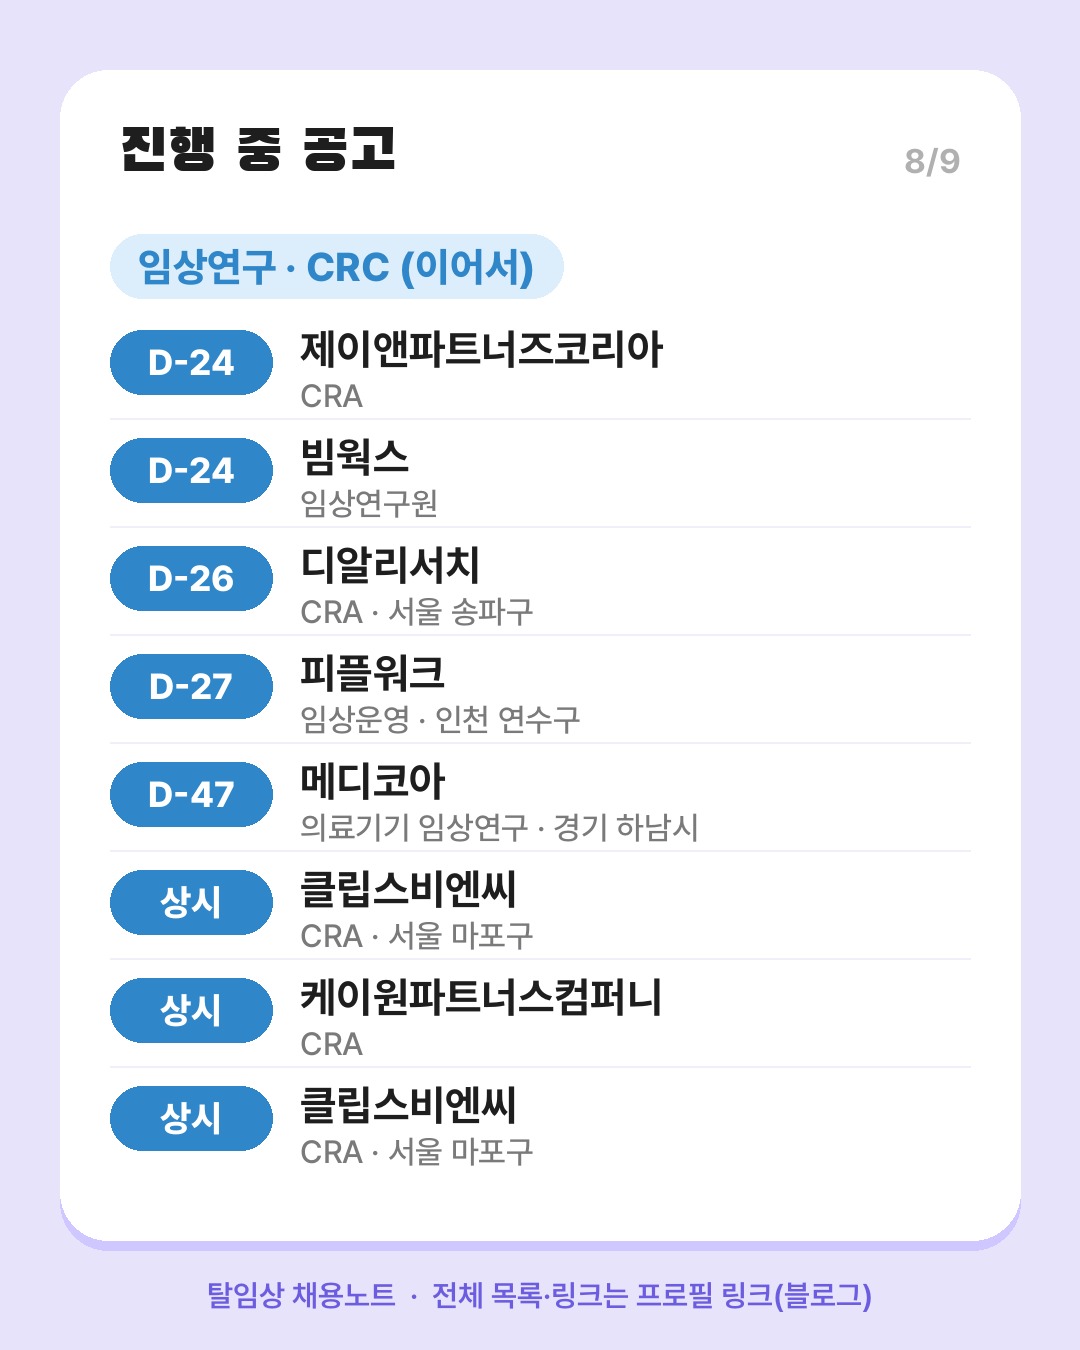 진행 중 공고
8/9
임상연구 · CRC (이어서)
D-24
제이앤파트너즈코리아
CRA
D-24
빔웍스
임상연구원
D-26
디알리서치
CRA · 서울 송파구
D-27
피플워크
임상운영 · 인천 연수구
D-47
메디코아
의료기기 임상연구 · 경기 하남시
상시
클립스비엔씨
CRA · 서울 마포구
상시
케이원파트너스컴퍼니
CRA
상시
클립스비엔씨
CRA · 서울 마포구
탈임상 채용노트 · 전체 목록·링크는 프로필 링크(블로그)